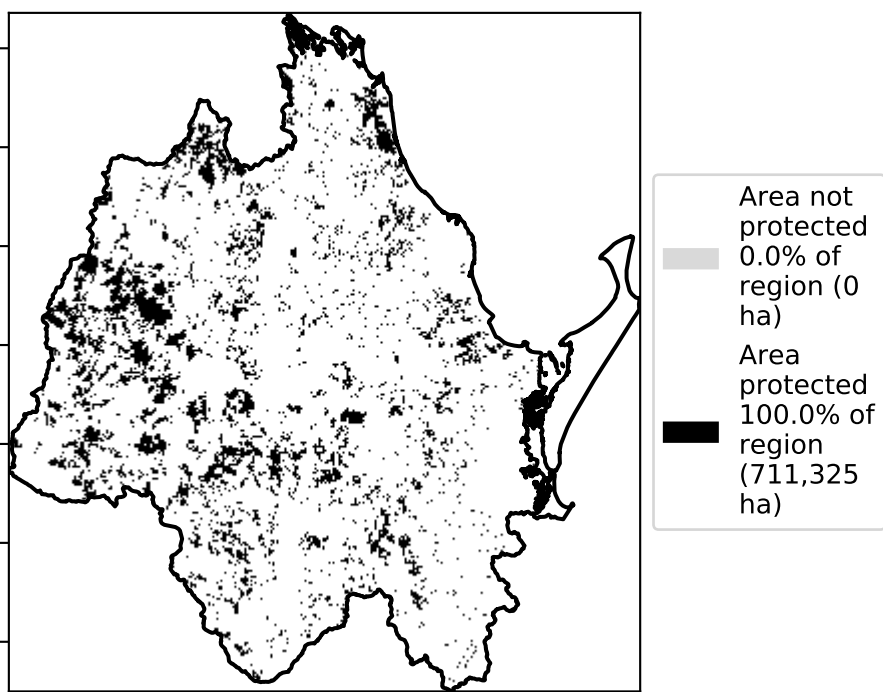 Area not
protected
0.0% of
region (0
ha)
Area
protected
100.0% of
region
(711,325
ha)